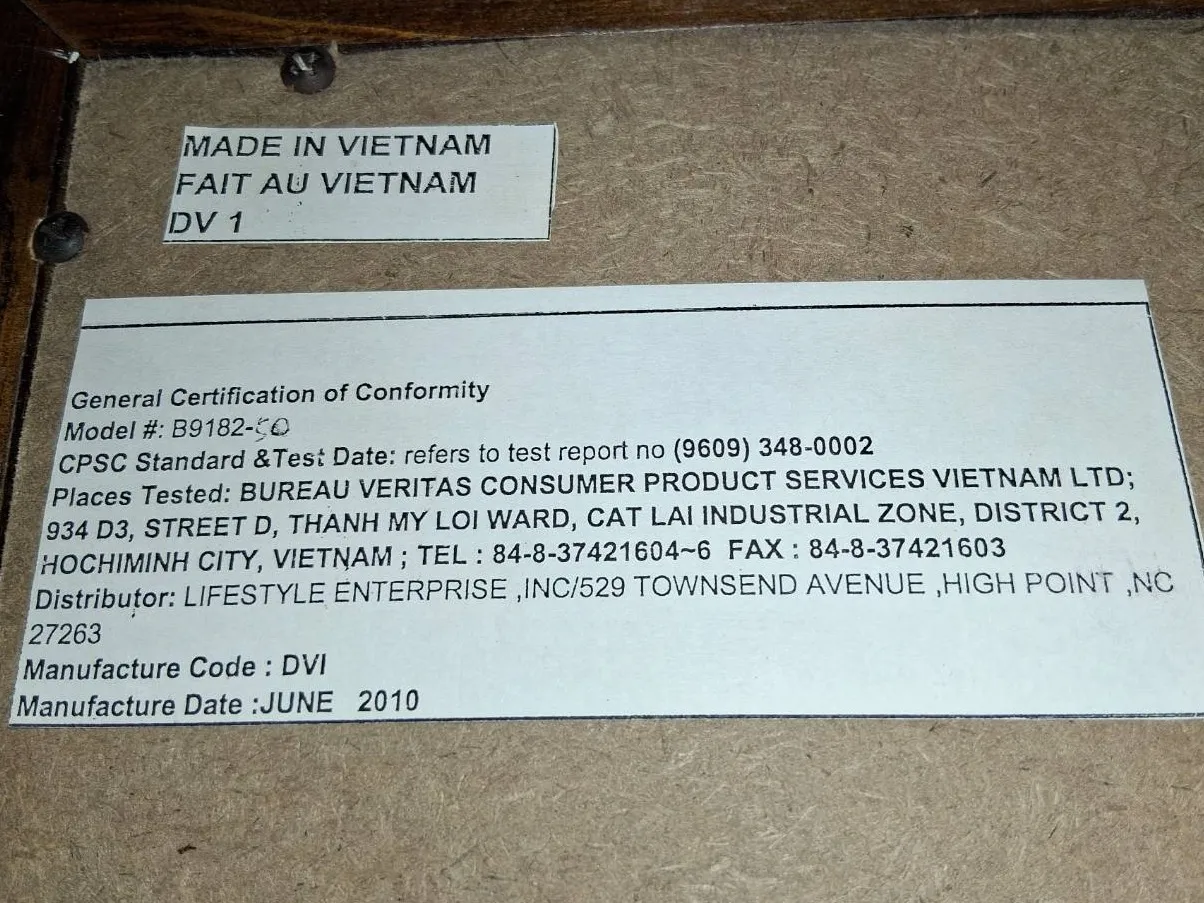 MADE IN VIETNAM
FAIT AU VIETNAM
DV 1
General Certification of Conformity
Model #: B9182-50
CPSC Standard &Test Date: refers to test report no (9609) 348-0002
Places Tested: BUREAU VERITAS CONSUMER PRODUCT SERVICES VIETNAM LTD;
934 D3, STREET D, THANH MY LOI WARD, CAT LAI INDUSTRIAL ZONE, DISTRICT 2,
HOCHIMINH CITY, VIETNAM ; TEL : 84-8-37421604~6 FAX : 84-8-37421603
Distributor: LIFESTYLE ENTERPRISE ,INC/529 TOWNSEND AVENUE ,HIGH POINT ,NC
27263
Manufacture Code : DVI
Manufacture Date :JUNE 2010